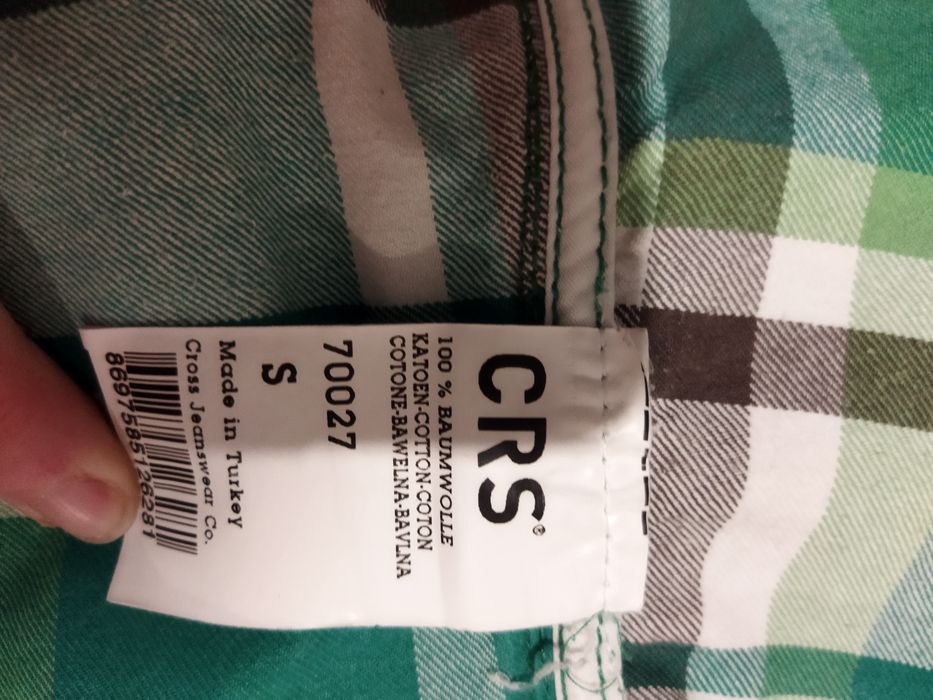 CRS®
100 % BAUMWOLLE
KATOEN-COTTON-COTON
COTONE-BAWELNA-BAVLNA
70027
S
Made in Turkey
Cross Jeanswear Co.
8697585126281